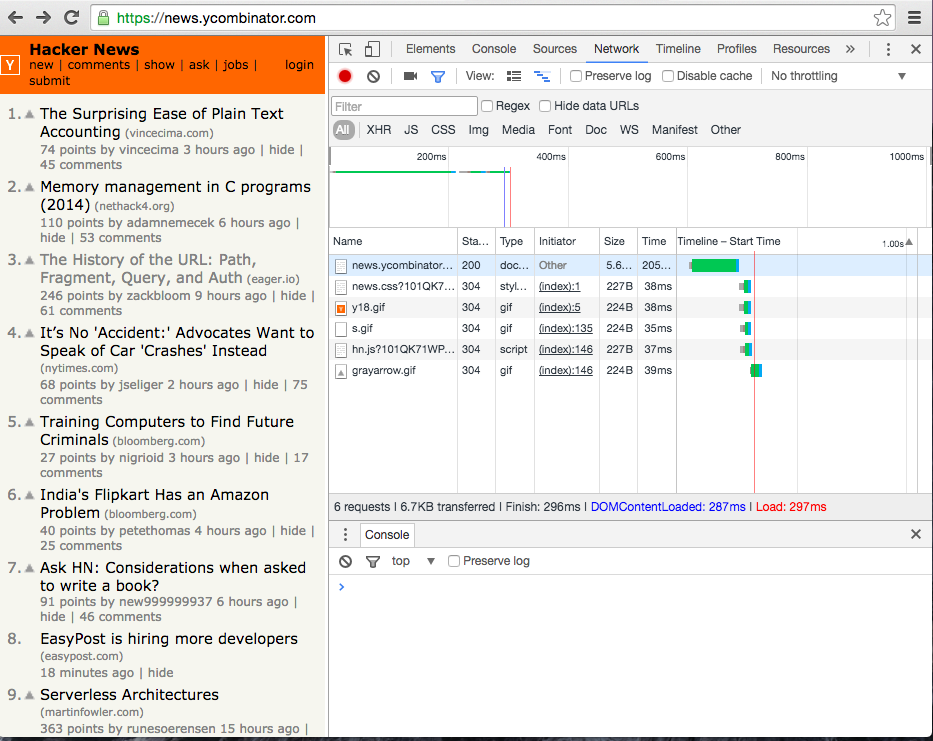 https://news.ycombinator.com
Y
Hacker News
new | comments | show | ask | jobs |
login
submit
1. The Surprising Ease of Plain Text
Accounting (vincecima.com)
74 points by vincecima 3 hours ago | hide |
45 comments
2. Memory management in C programs
(2014) (nethack4.org)
110 points by adamnemecek 6 hours ago |
hide | 53 comments
3. The History of the URL: Path,
Fragment, Query, and Auth (eager.io)
246 points by zackbloom 9 hours ago | hide |
61 comments
4. It’s No 'Accident:' Advocates Want to
Speak of Car 'Crashes' Instead
(nytimes.com)
68 points by jseliger 2 hours ago | hide | 75
comments
5. Training Computers to Find Future
Criminals (bloomberg.com)
27 points by nigrioid 3 hours ago | hide | 17
comments
6. India's Flipkart Has an Amazon
Problem (bloomberg.com)
40 points by petethomas 4 hours ago | hide |
25 comments
7. Ask HN: Considerations when asked
to write a book?
91 points by new999999937 6 hours ago |
hide | 46 comments
8. EasyPost is hiring more developers
(easypost.com)
18 minutes ago | hide
9. Serverless Architectures
(martinfowler.com)
363 points by runesoerensen 15 hours ago |
Elements Console Sources Network Timeline Profiles Resources »
View: Preserve log Disable cache No throttling
Filter Regex Hide data URLs
All XHR JS CSS Img Media Font Doc WS Manifest Other
200ms 400ms 600ms 800ms 1000ms
Name Sta... Type Initiator Size Time Timeline – Start Time 1.00s
news.ycombinator... 200 doc... Other 5.6... 205...
news.css?101QK7... 304 styl... (index):1 227B 38ms
y18.gif 304 gif (index):5 224B 38ms
s.gif 304 gif (index):135 224B 35ms
hn.js?101QK71WP... 304 script (index):146 227B 37ms
grayarrow.gif 304 gif (index):146 224B 39ms
6 requests | 6.7KB transferred | Finish: 296ms | DOMContentLoaded: 287ms | Load: 297ms
Console
top Preserve log